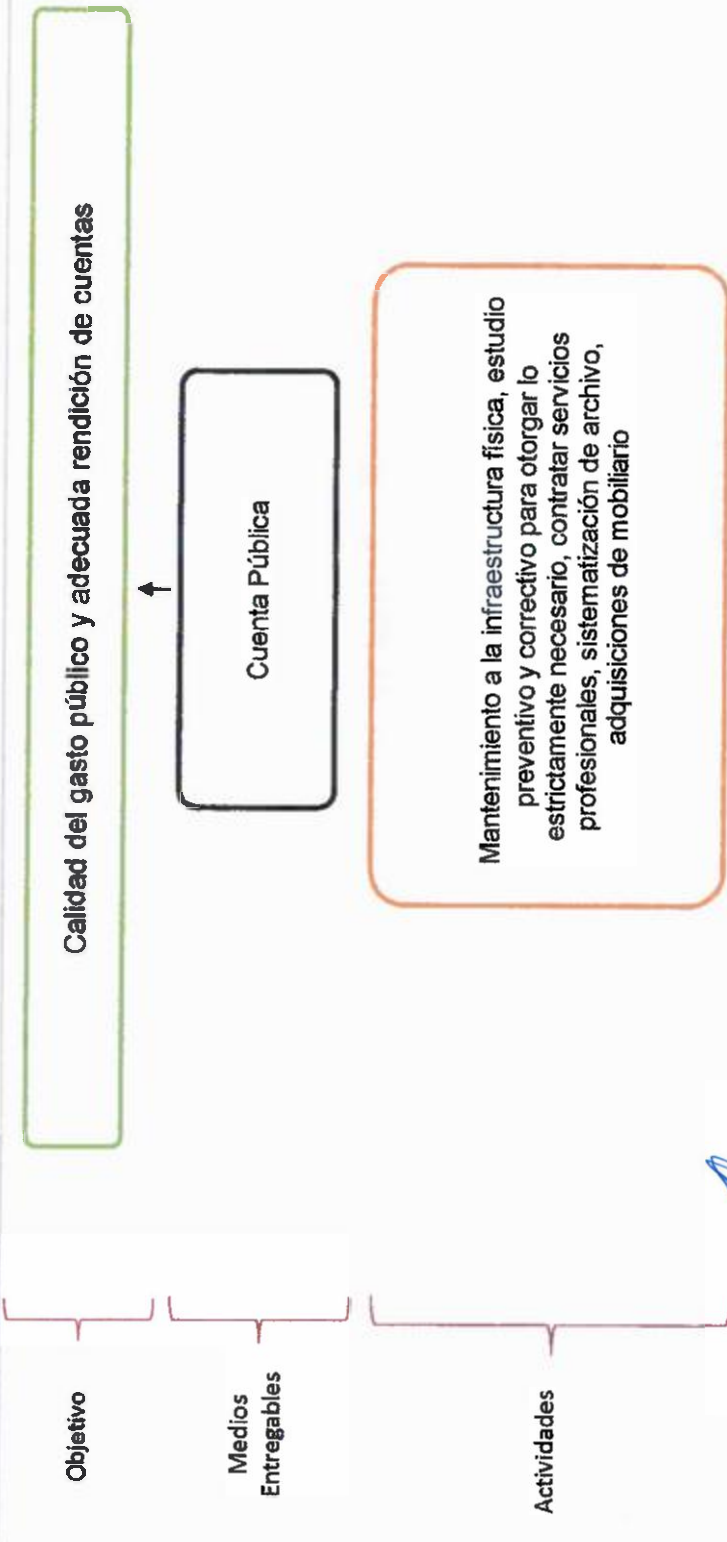 Objetivo
Calidad del gasto público y adecuada rendición de cuentas
Medios
Entregables
Cuenta Pública
Actividades
Mantenimiento a la infraestructura física, estudio
preventivo y correctivo para otorgar lo
estrictamente necesario, contratar servicios
profesionales, sistematización de archivo,
adquisiciones de mobiliario